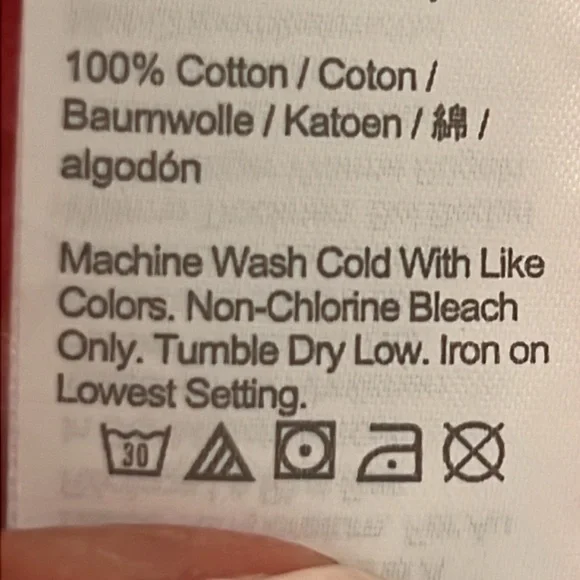 100% Cotton / Coton /
Baumwolle / Katoen / 綿 /
algodón
Machine Wash Cold With Like
Colors. Non-Chlorine Bleach
Only. Tumble Dry Low. Iron on
Lowest Setting.
30